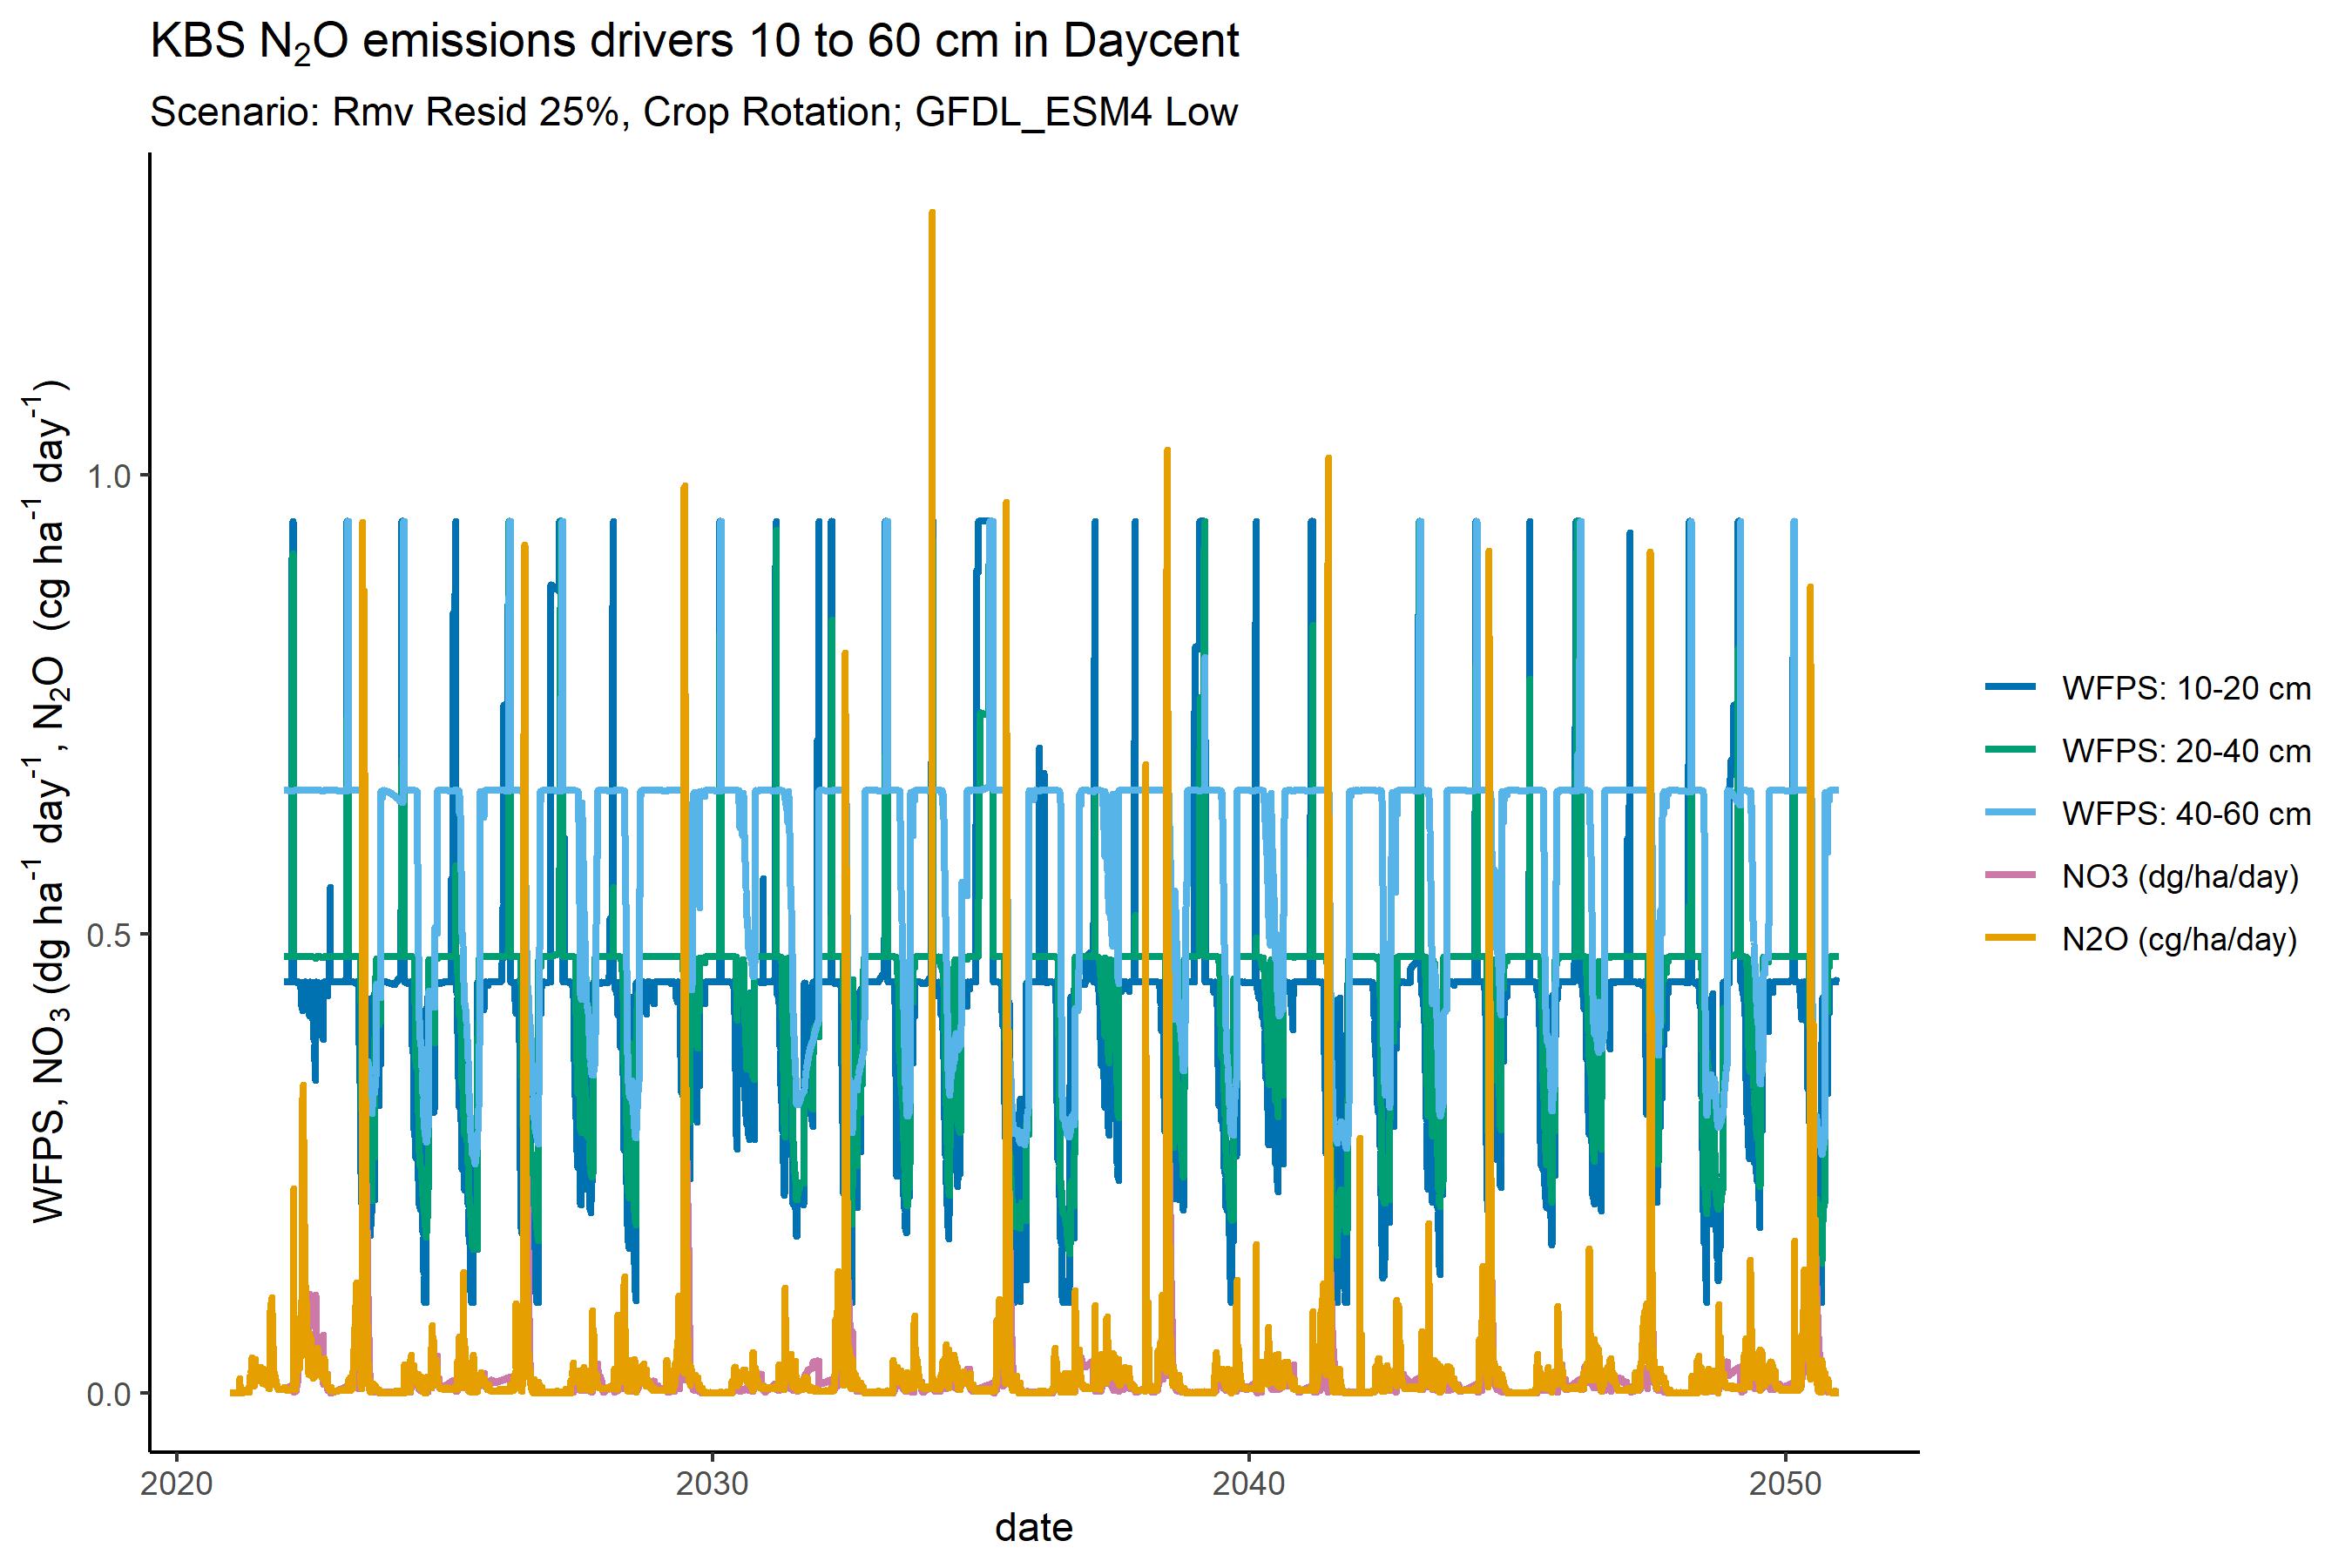 KBS N₂O emissions drivers 10 to 60 cm in Daycent
Scenario: Rmv Resid 25%, Crop Rotation; GFDL_ESM4 Low
WFPS, NO₃ (dg ha⁻¹ day⁻¹, N₂O (cg ha⁻¹ day⁻¹)
1.0
0.5
0.0
2020
2030
2040
2050
date
WFPS: 10-20 cm
WFPS: 20-40 cm
WFPS: 40-60 cm
NO3 (dg/ha/day)
N2O (cg/ha/day)